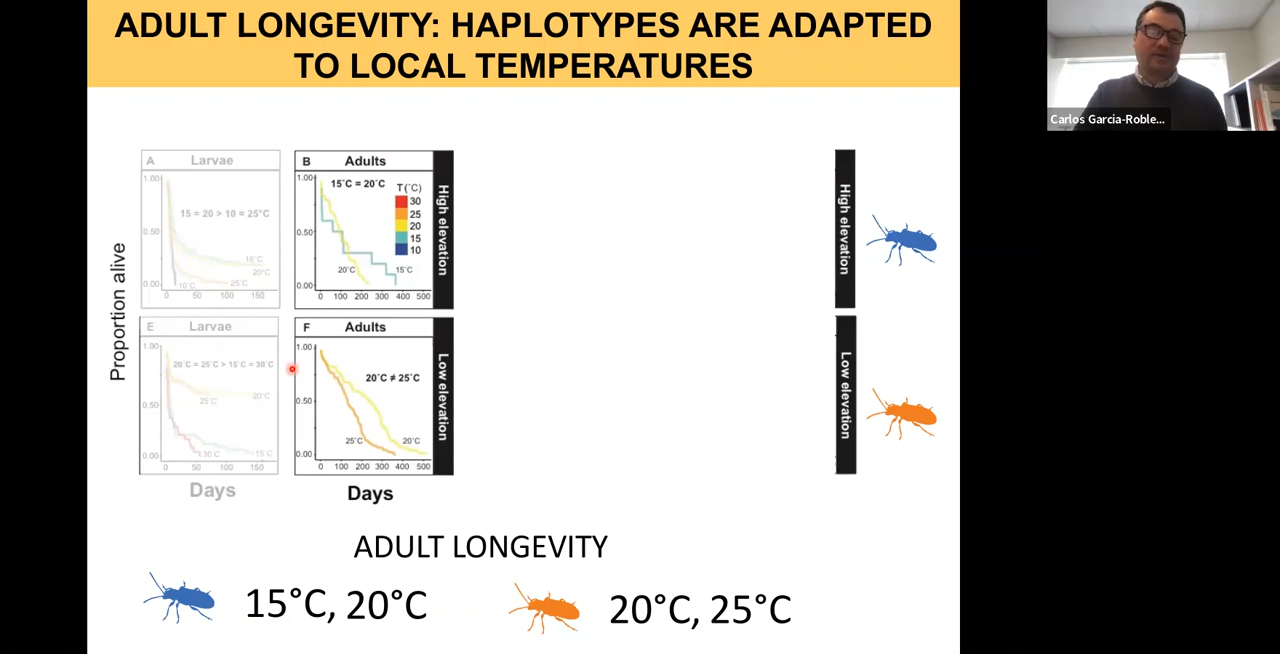 ADULT LONGEVITY: HAPLOTYPES ARE ADAPTED
TO LOCAL TEMPERATURES
Carlos Garcia-Roble...
Proportion alive
A Larvae
1.00
0.50
0.00
15 = 20 > 10 = 25°C
15°C
20°C
25°C
10°C
0 50 100 150
B Adults
1.00
0.50
0.00
15°C = 20°C
T(°C)
30
25
20
15
10
20°C
15°C
0 100 200 300 400 500
High elevation
High elevation
E Larvae
1.00
0.50
0.00
20°C = 25°C > 15°C = 30°C
25°C
20°C
30°C
15°C
0 50 100 150
Days
F Adults
1.00
0.50
0.00
20°C ≠ 25°C
25°C
20°C
0 100 200 300 400 500
Days
Low elevation
Low elevation
ADULT LONGEVITY
15°C, 20°C
20°C, 25°C